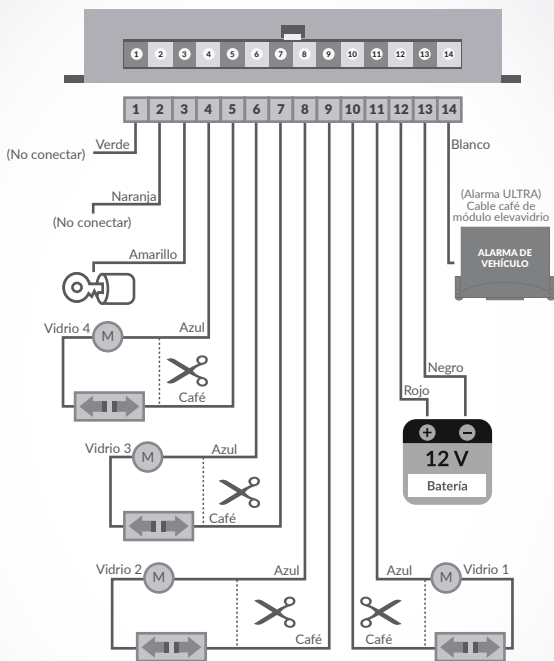 1 2 3 4 5 6 7 8 9 10 11 12 13 14
1 2 3 4 5 6 7 8 9 10 11 12 13 14
Verde
(No conectar)
Blanco
Naranja
(No conectar)
(Alarma ULTRA)
Cable café de
módulo elevavidrio
ALARMA DE
VEHÍCULO
Amarillo
Vidrio 4
M
Azul
Café
Negro
Rojo
+ −
12 V
Batería
Vidrio 3
M
Azul
Café
Vidrio 2
M
Azul
Café
Azul
M
Vidrio 1
Café